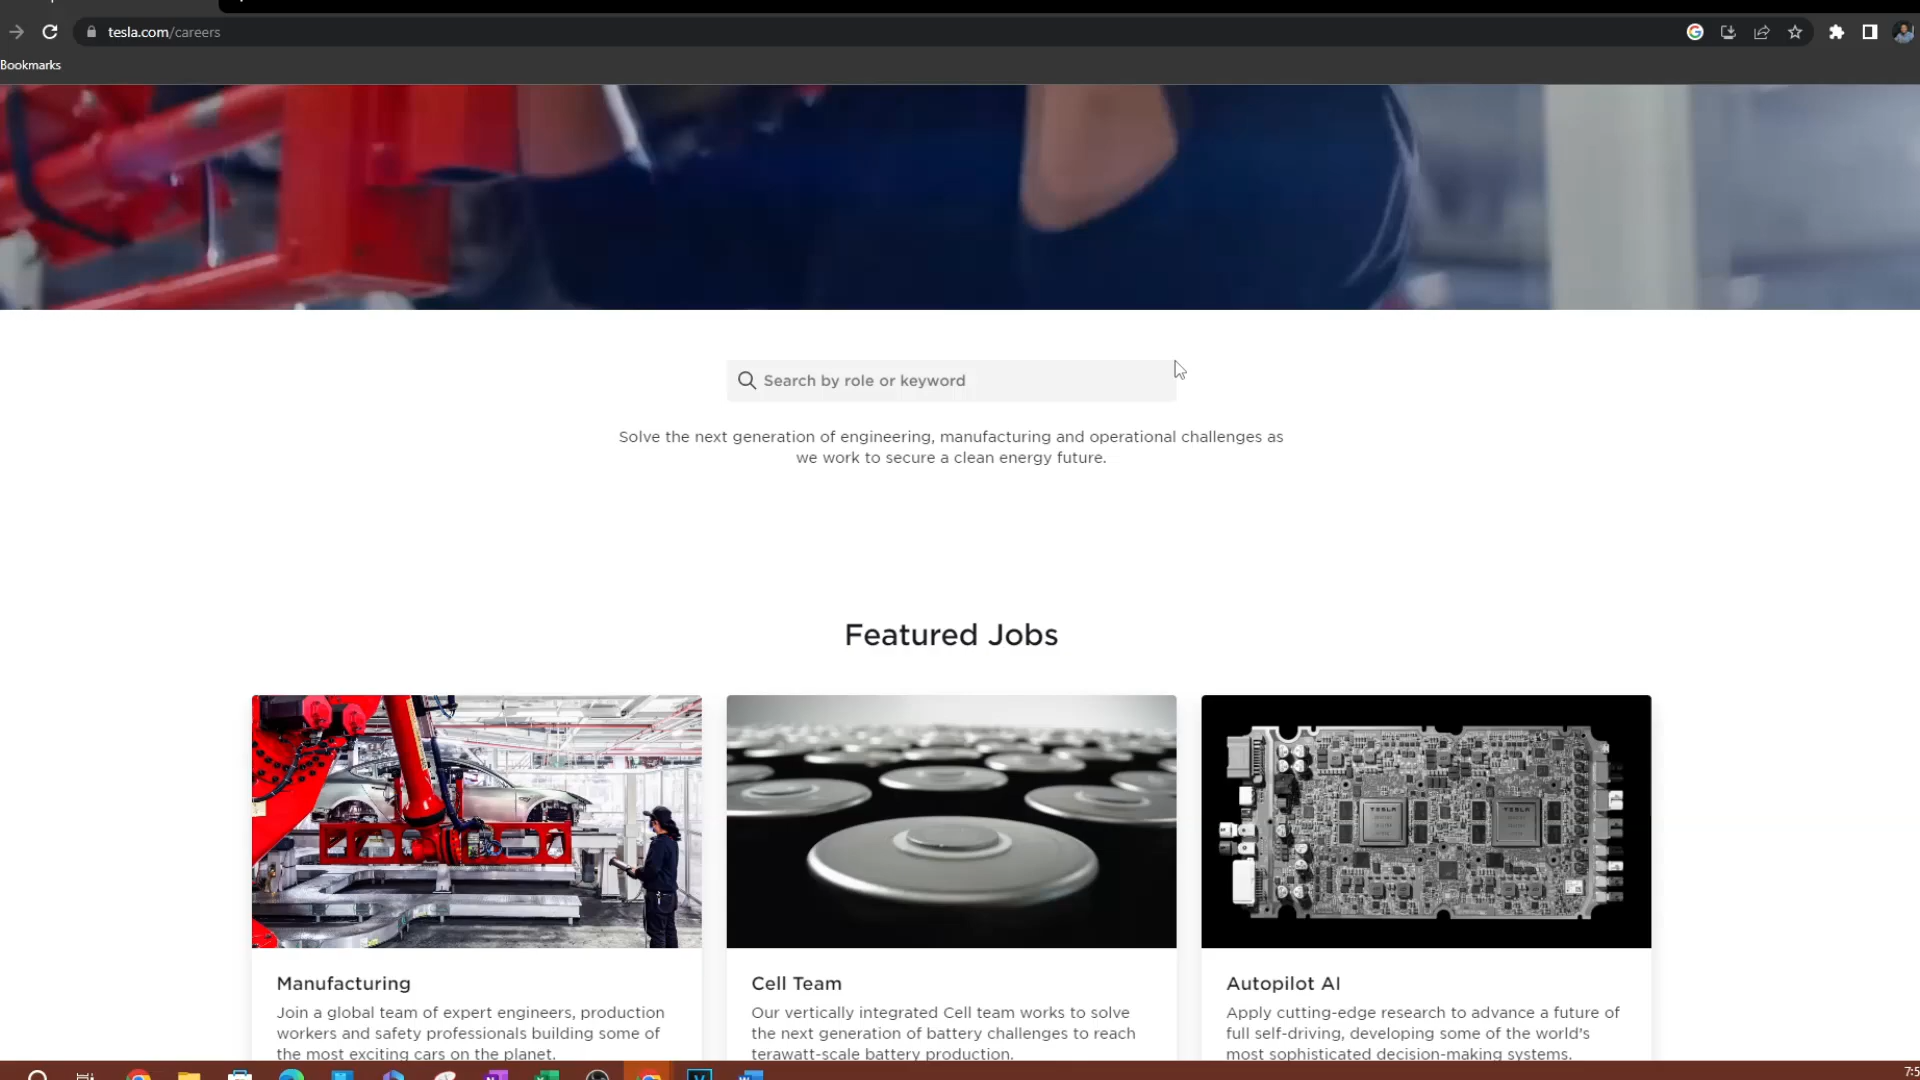 tesla.com/careers
Bookmarks
Search by role or keyword
Solve the next generation of engineering, manufacturing and operational challenges as
we work to secure a clean energy future.
Featured Jobs
TESLA
TESLA
Manufacturing
Join a global team of expert engineers, production
workers and safety professionals building some of
the most exciting cars on the planet.
Cell Team
Our vertically integrated Cell team works to solve
the next generation of battery challenges to reach
terawatt-scale battery production.
Autopilot AI
Apply cutting-edge research to advance a future of
full self-driving, developing some of the world's
most sophisticated decision-making systems.
7:5